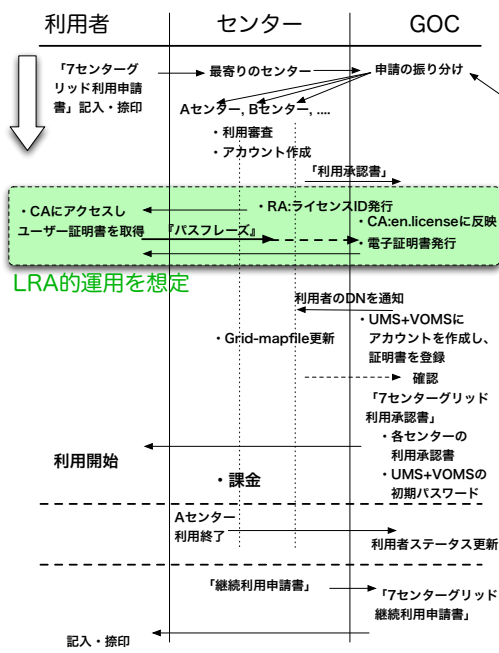 利用者
センター
GOC
「7センターグ
リッド利用申請
書」記入・捺印
最寄りのセンター
申請の振り分け
Aセンター, Bセンター, ....
・利用審査
・アカウント作成
「利用承認書」
・RA:ライセンスID発行
・CAにアクセスし
ユーザー証明書を取得
『パスフレーズ』
・CA:en.licenseに反映
・電子証明書発行
LRA的運用を想定
利用者のDNを通知
・UMS+VOMSに
アカウントを作成し、
証明書を登録
・Grid-mapfile更新
確認
「7センターグリッド
利用承認書」
・各センターの
利用承認書
・UMS+VOMSの
初期パスワード
利用開始
・課金
Aセンター
利用終了
利用者ステータス更新
「継続利用申請書」
「7センターグリッド
継続利用申請書」
記入・捺印